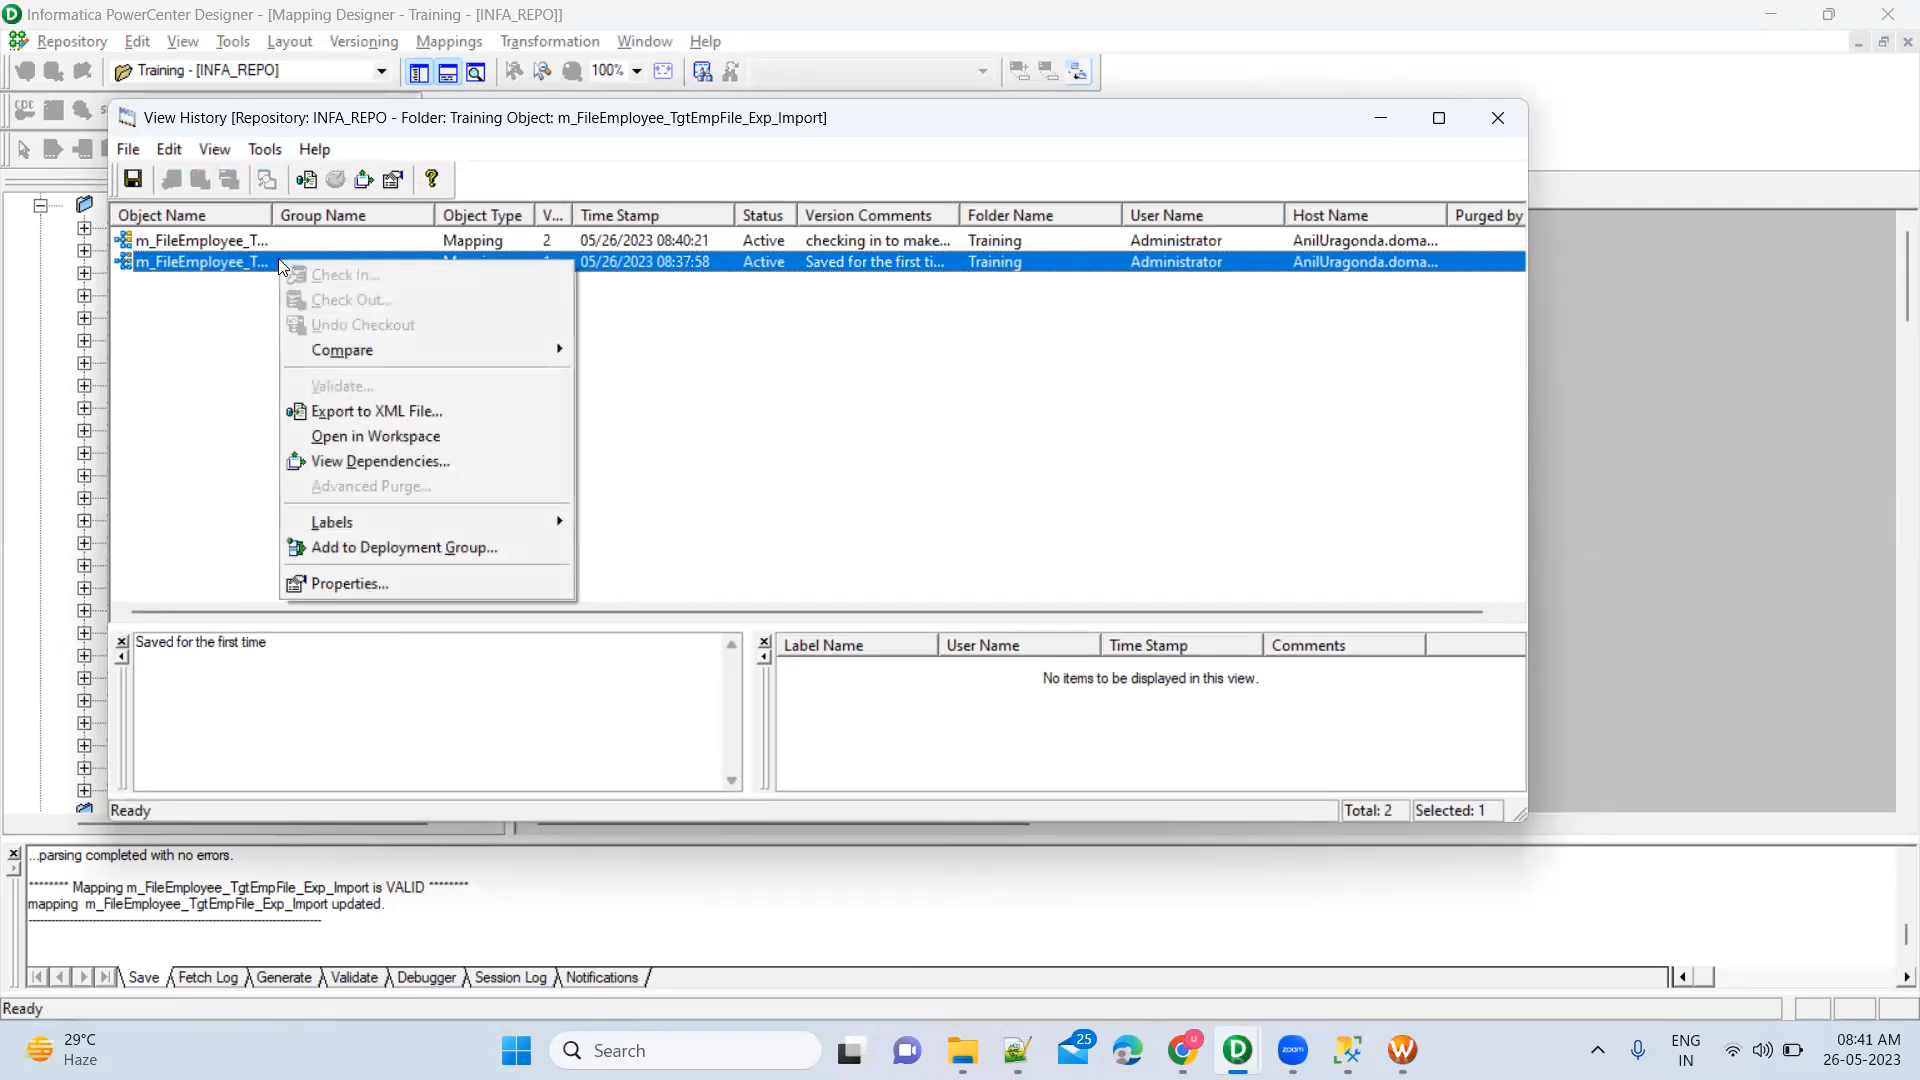 Informatica PowerCenter Designer - [Mapping Designer - Training - [INFA_REPO]]
Repository Edit View Tools Layout Versioning Mappings Transformation Window Help
Training - [INFA_REPO] 100%
View History [Repository: INFA_REPO - Folder: Training Object: m_FileEmployee_TgtEmpFile_Exp_Import]
File Edit View Tools Help
Object Name Group Name Object Type V... Time Stamp Status Version Comments Folder Name User Name Host Name Purged by
m_FileEmployee_T... Mapping 2 05/26/2023 08:40:21 Active checking in to make... Training Administrator AnilUragonda.doma...
m_FileEmployee_T... 05/26/2023 08:37:58 Active Saved for the first ti... Training Administrator AnilUragonda.doma...
Check In...
Check Out...
Undo Checkout
Compare
Validate...
Export to XML File...
Open in Workspace
View Dependencies...
Advanced Purge...
Labels
Add to Deployment Group...
Properties...
Saved for the first time
Label Name User Name Time Stamp Comments
No items to be displayed in this view.
Ready Total: 2 Selected: 1
...parsing completed with no errors.
******** Mapping m_FileEmployee_TgtEmpFile_Exp_Import is VALID ********
mapping m_FileEmployee_TgtEmpFile_Exp_Import updated.
Save Fetch Log Generate Validate Debugger Session Log Notifications
Ready
29°C
Haze
Search
25
zoom
ENG
IN
08:41 AM
26-05-2023